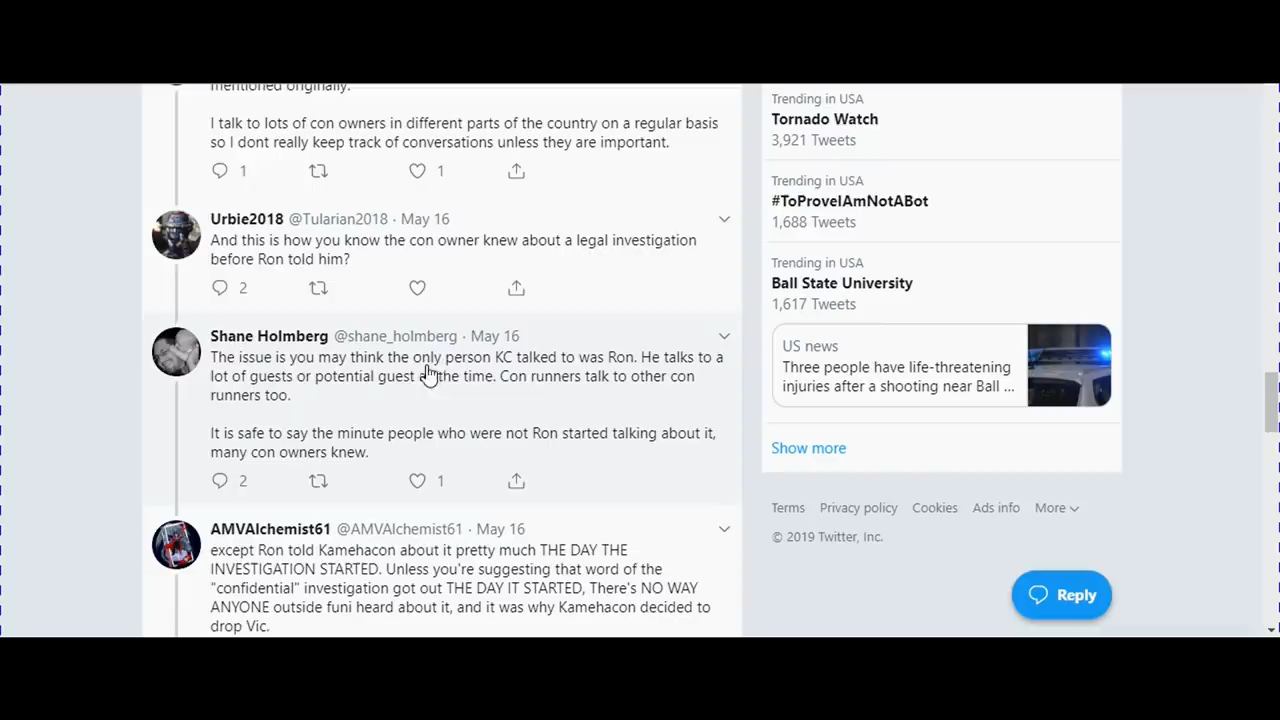 mentioned originally.
I talk to lots of con owners in different parts of the country on a regular basis
so I dont really keep track of conversations unless they are important.
1
1
Urbie2018 @Tularian2018 · May 16
And this is how you know the con owner knew about a legal investigation
before Ron told him?
2
Shane Holmberg @shane_holmberg · May 16
The issue is you may think the only person KC talked to was Ron. He talks to a
lot of guests or potential guest the time. Con runners talk to other con
runners too.
It is safe to say the minute people who were not Ron started talking about it,
many con owners knew.
2
1
AMVAlchemist61 @AMVAlchemist61 · May 16
except Ron told Kamehacon about it pretty much THE DAY THE
INVESTIGATION STARTED. Unless you're suggesting that word of the
"confidential" investigation got out THE DAY IT STARTED, There's NO WAY
ANYONE outside funi heard about it, and it was why Kamehacon decided to
drop Vic.
Trending in USA
Tornado Watch
3,921 Tweets
Trending in USA
#ToProveIAmNotABot
1,688 Tweets
Trending in USA
Ball State University
1,617 Tweets
US news
Three people have life-threatening
injuries after a shooting near Ball ...
Show more
Terms Privacy policy Cookies Ads info More
© 2019 Twitter, Inc.
Reply